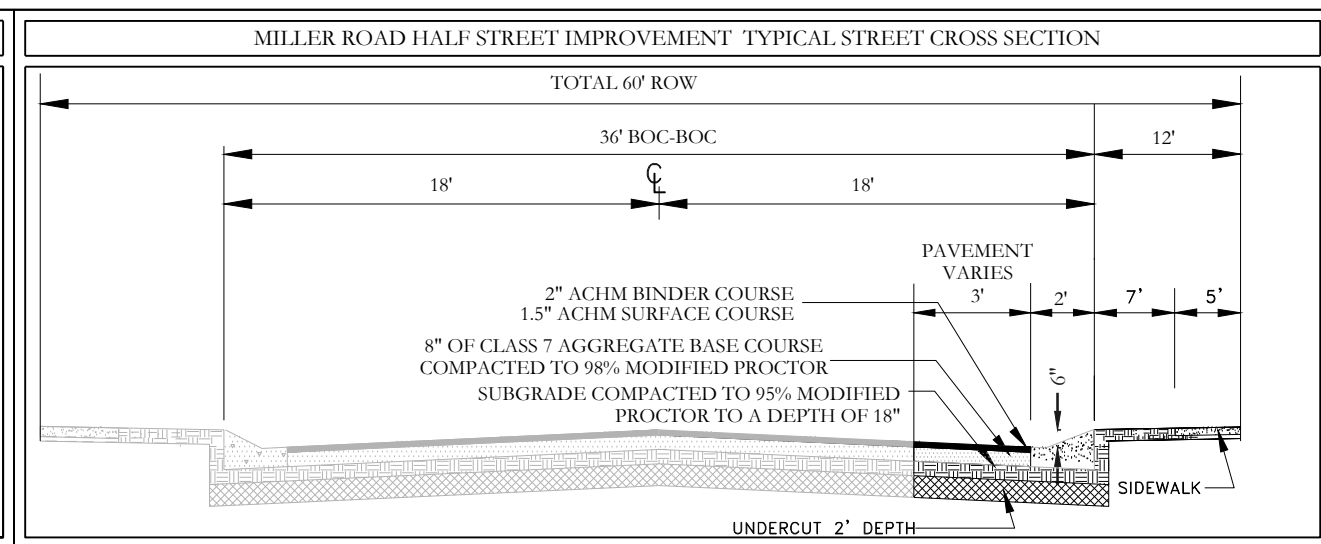 MILLER ROAD HALF STREET IMPROVEMENT TYPICAL STREET CROSS SECTION
TOTAL 60' ROW
36' BOC-BOC
12'
18'
℄
18'
PAVEMENT
VARIES
3'
2'
7'
5'
2" ACHM BINDER COURSE
1.5" ACHM SURFACE COURSE
8" OF CLASS 7 AGGREGATE BASE COURSE
COMPACTED TO 98% MODIFIED PROCTOR
6"
SUBGRADE COMPACTED TO 95% MODIFIED
PROCTOR TO A DEPTH OF 18"
SIDEWALK
UNDERCUT 2' DEPTH